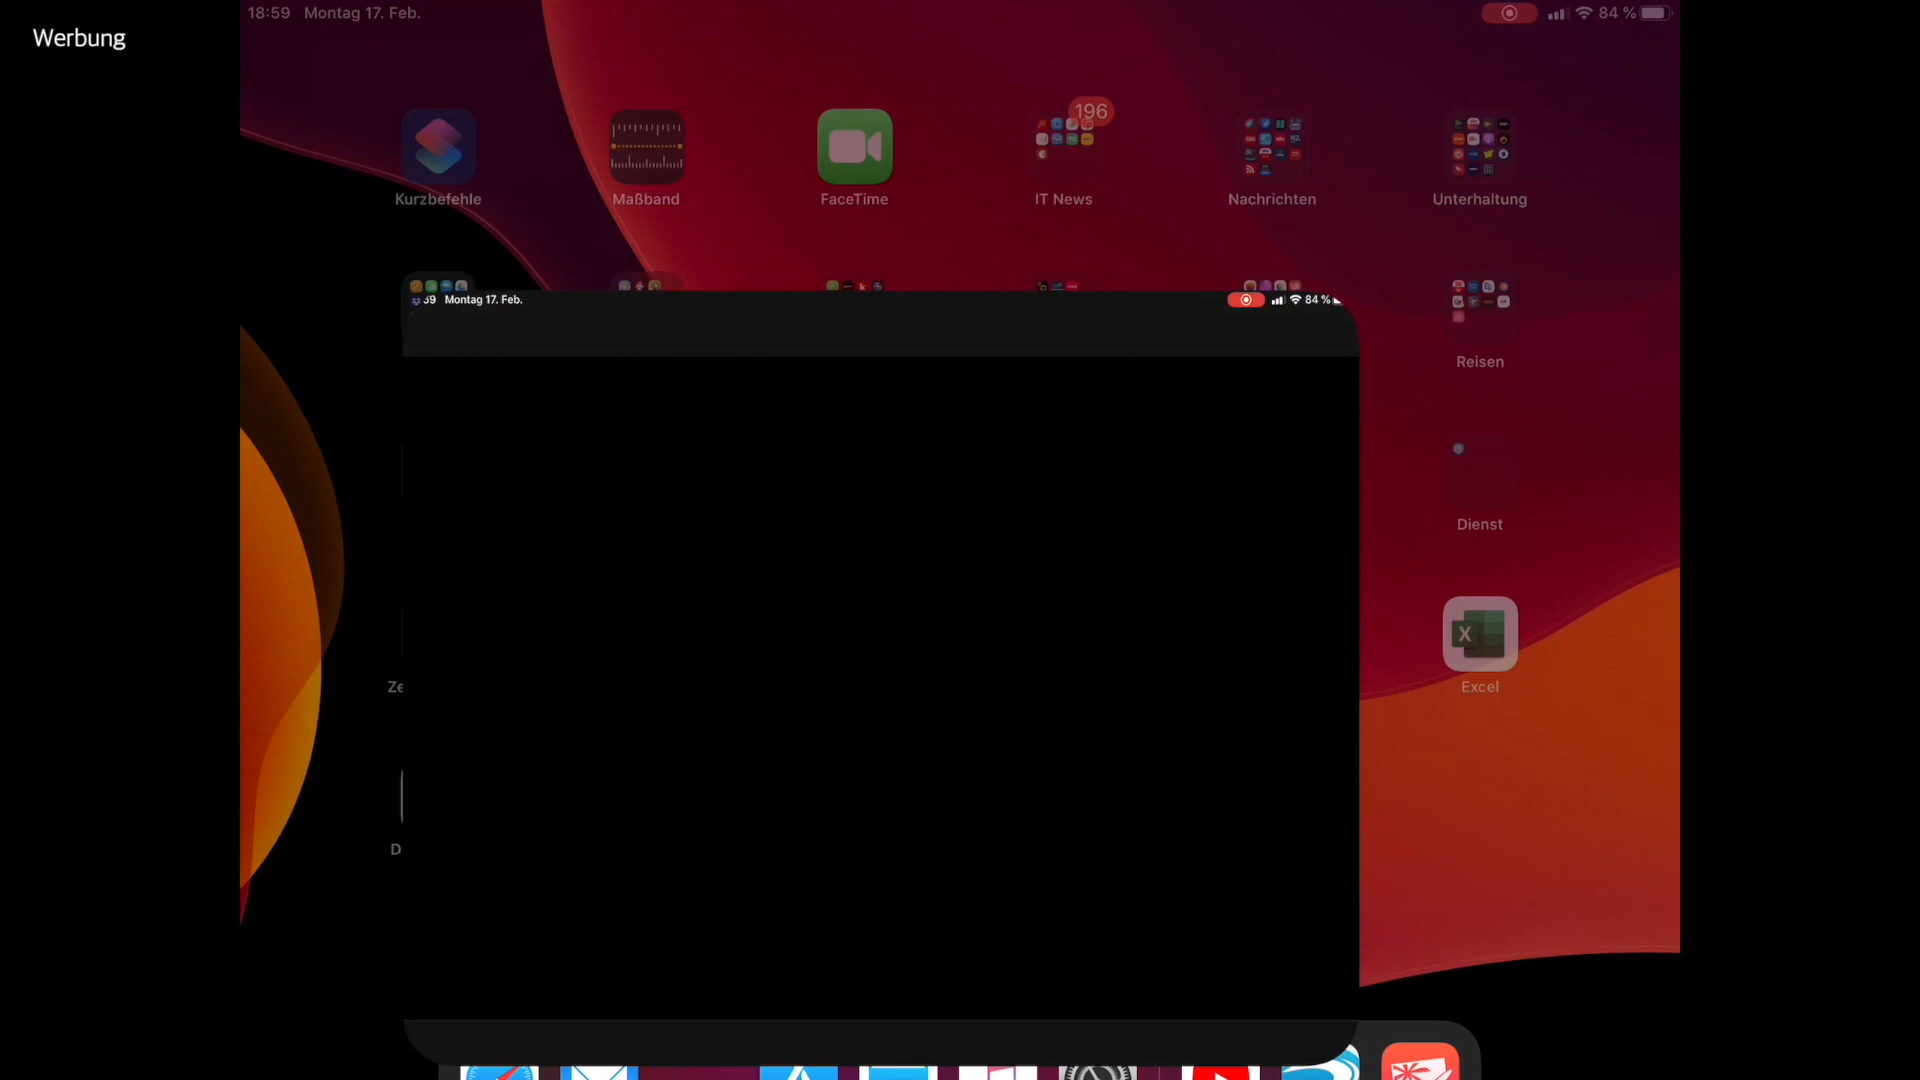 Werbung
18:59 Montag 17. Feb.
84 %
196
Kurzbefehle
Maßband
FaceTime
IT News
Nachrichten
Unterhaltung
Montag 17. Feb.
84 %
Reisen
Dienst
X
Excel